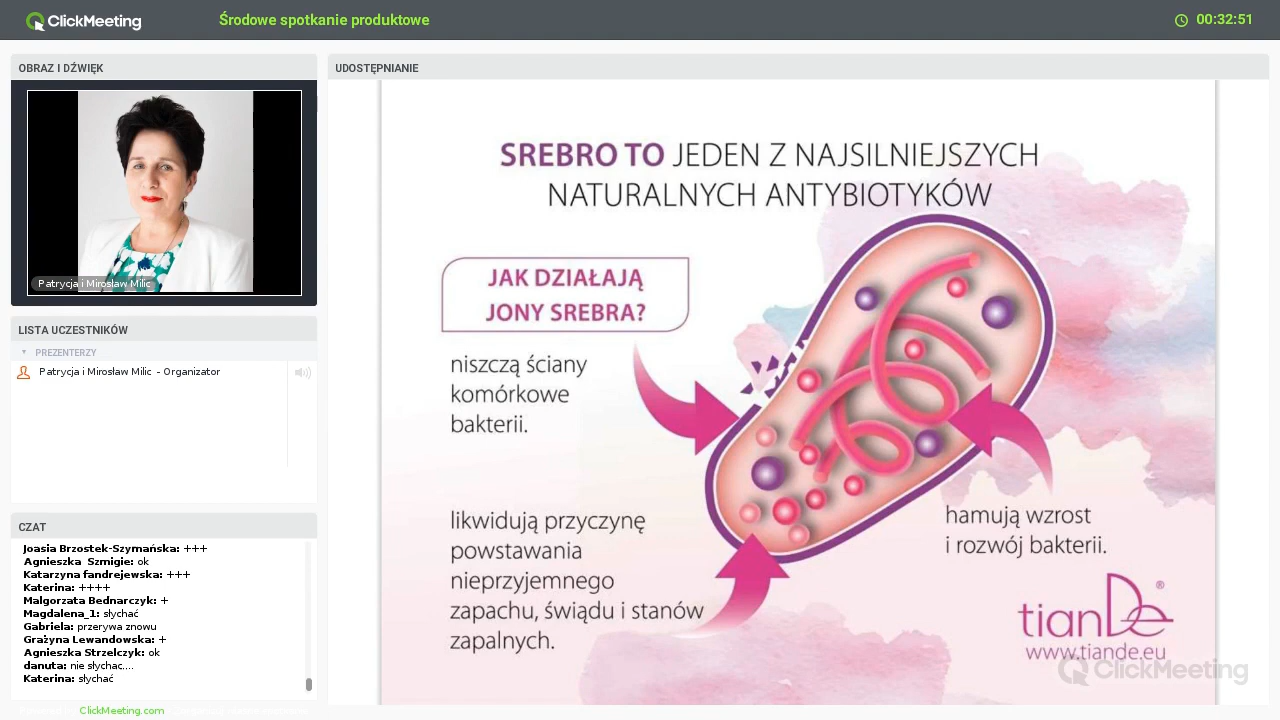 ClickMeeting
Środowe spotkanie produktowe
00:32:51
OBRAZ I DŹWIĘK
Patrycja i Mirosław Milic
LISTA UCZESTNIKÓW
PREZENTERZY
Patrycja i Mirosław Milic - Organizator
CZAT
Joasia Brzostek-Szymańska: +++
Agnieszka Szmigie: ok
Katarzyna fandrejewska: +++
Katerina: ++++
Malgorzata Bednarczyk: +
Magdalena_1: słychać
Gabriela: przerywa znowu
Grażyna Lewandowska: +
Agnieszka Strzelczyk: ok
danuta: nie słychac....
Katerina: słychać
ClickMeeting.com
UDOSTĘPNIANIE
SREBRO TO JEDEN Z NAJSILNIEJSZYCH
NATURALNYCH ANTYBIOTYKÓW
JAK DZIAŁAJĄ
JONY SREBRA?
niszczą ściany
komórkowe
bakterii.
likwidują przyczynę
powstawania
nieprzyjemnego
zapachu, świądu i stanów
zapalnych.
hamują wzrost
i rozwój bakterii.
tianDe®
www.tiande.eu
ClickMeeting